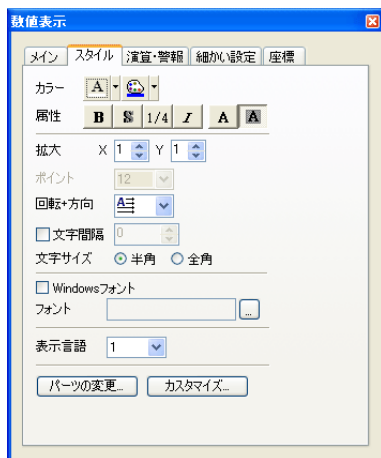 数値表示
メイン スタイル 演算・警報 細かい設定 座標
カラー A
属性 B S 1/4 I A A
拡大 X 1 Y 1
ポイント 12
回転+方向 A
文字間隔 0
文字サイズ 半角 全角
Windowsフォント
フォント ...
表示言語 1
パーツの変更... カスタマイズ...